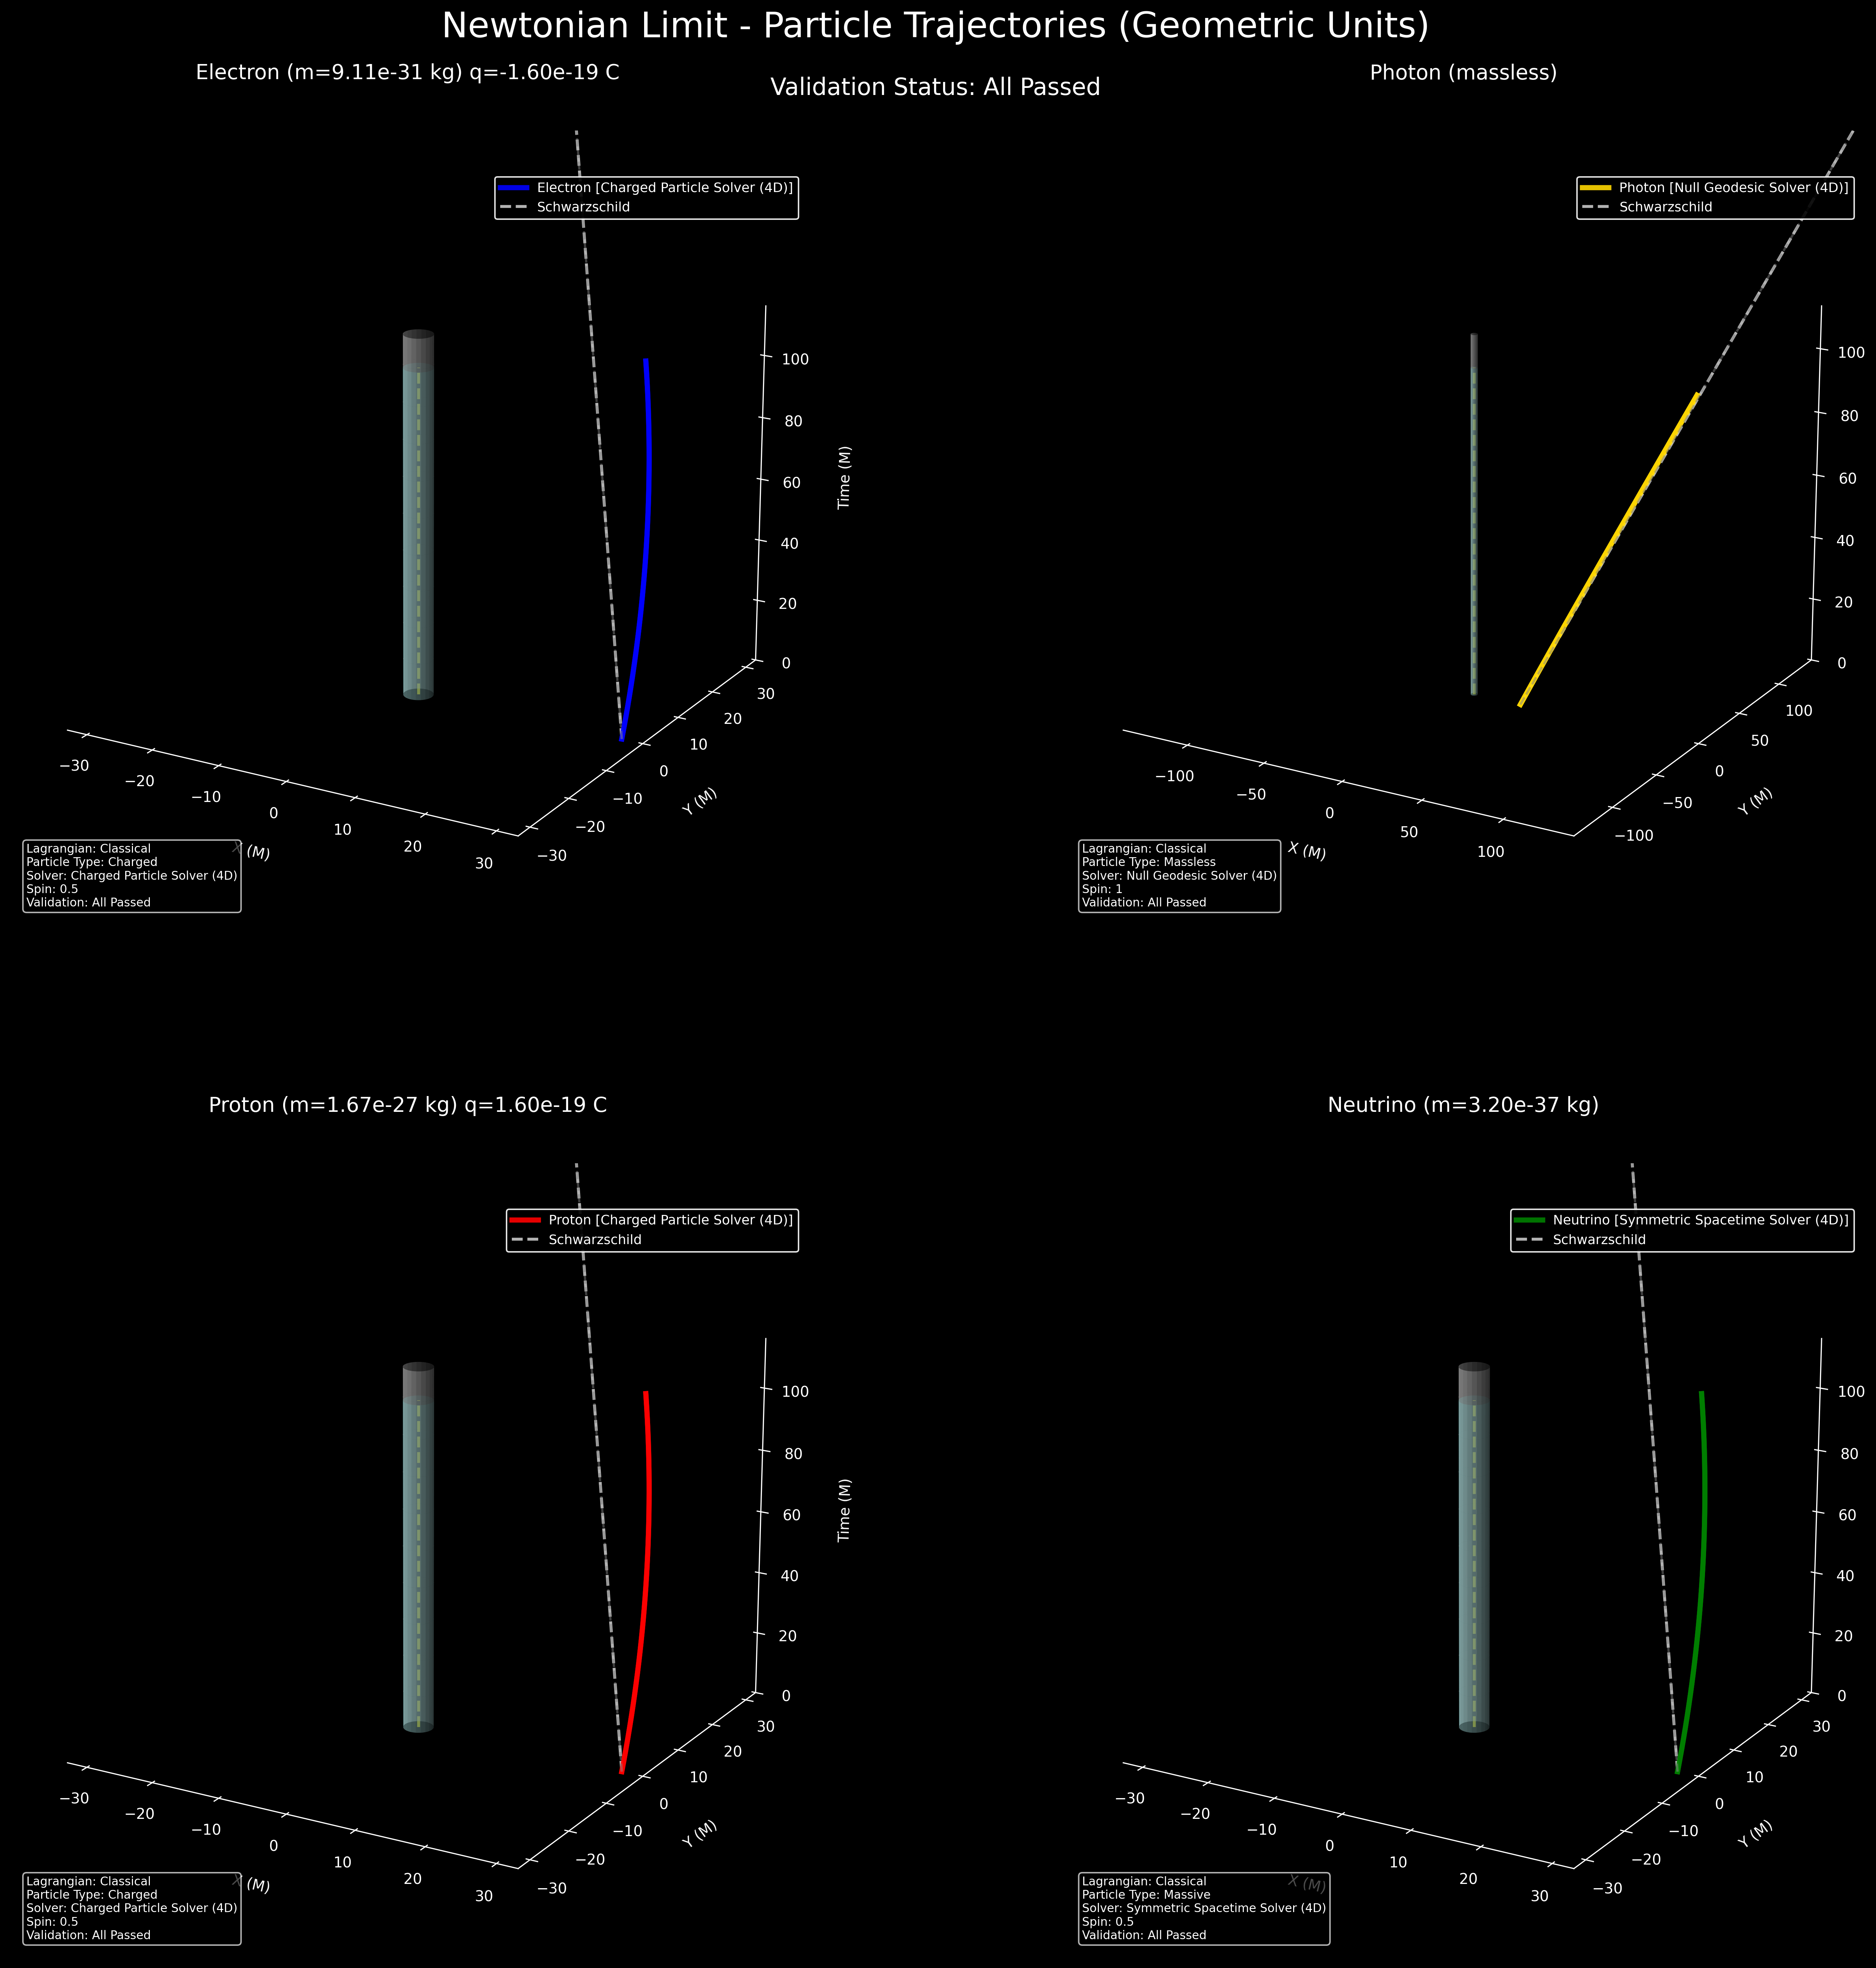 Newtonian Limit - Particle Trajectories (Geometric Units)
Validation Status: All Passed
Electron (m=9.11e-31 kg) q=-1.60e-19 C
Electron [Charged Particle Solver (4D)]
Schwarzschild
100
80
60
40
20
0
Time (M)
30
20
10
0
−10
−20
−30
Y (M)
−30
−20
−10
0
10
20
30
X (M)
Lagrangian: Classical
Particle Type: Charged
Solver: Charged Particle Solver (4D)
Spin: 0.5
Validation: All Passed
Photon (massless)
Photon [Null Geodesic Solver (4D)]
Schwarzschild
100
80
60
40
20
0
100
50
0
−50
−100
Y (M)
−100
−50
0
50
100
X (M)
Lagrangian: Classical
Particle Type: Massless
Solver: Null Geodesic Solver (4D)
Spin: 1
Validation: All Passed
Proton (m=1.67e-27 kg) q=1.60e-19 C
Proton [Charged Particle Solver (4D)]
Schwarzschild
100
80
60
40
20
0
Time (M)
30
20
10
0
−10
−20
−30
Y (M)
−30
−20
−10
0
10
20
30
X (M)
Lagrangian: Classical
Particle Type: Charged
Solver: Charged Particle Solver (4D)
Spin: 0.5
Validation: All Passed
Neutrino (m=3.20e-37 kg)
Neutrino [Symmetric Spacetime Solver (4D)]
Schwarzschild
100
80
60
40
20
0
30
20
10
0
−10
−20
−30
Y (M)
−30
−20
−10
0
10
20
30
X (M)
Lagrangian: Classical
Particle Type: Massive
Solver: Symmetric Spacetime Solver (4D)
Spin: 0.5
Validation: All Passed